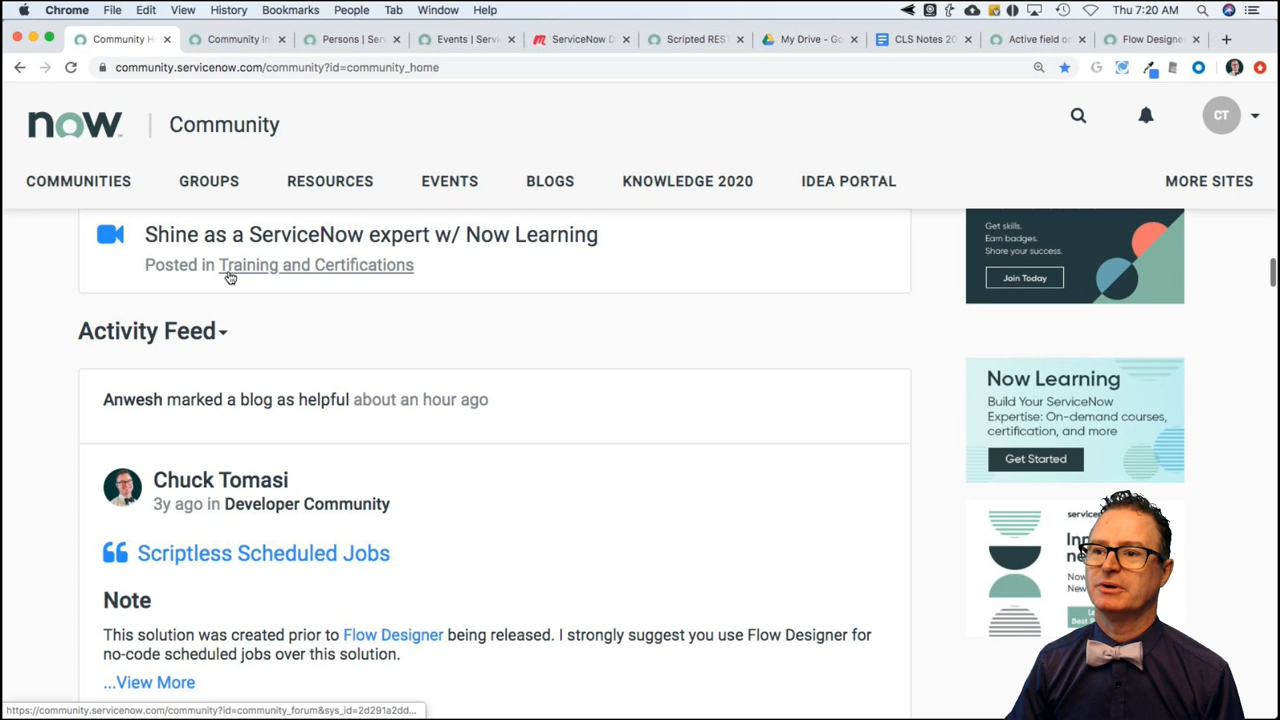 Chrome File Edit View History Bookmarks People Tab Window Help Thu 7:20 AM
Community H Community In Persons | Ser Events | Servic ServiceNow D Scripted REST My Drive - Go CLS Notes 20 Active field o Flow Designe
community.servicenow.com/community?id=community_home
now Community CT
COMMUNITIES GROUPS RESOURCES EVENTS BLOGS KNOWLEDGE 2020 IDEA PORTAL MORE SITES
Shine as a ServiceNow expert w/ Now Learning
Posted in Training and Certifications
Get skills.
Earn badges.
Share your success.
Join Today
Activity Feed
Anwesh marked a blog as helpful about an hour ago
Now Learning
Build Your ServiceNow
Expertise: On-demand courses,
certification, and more
Get Started
Chuck Tomasi
3y ago in Developer Community
Scriptless Scheduled Jobs
Note
This solution was created prior to Flow Designer being released. I strongly suggest you use Flow Designer for
no-code scheduled jobs over this solution.
...View More
https://community.servicenow.com/community?id=community_forum&sys_id=2d291a2dd...